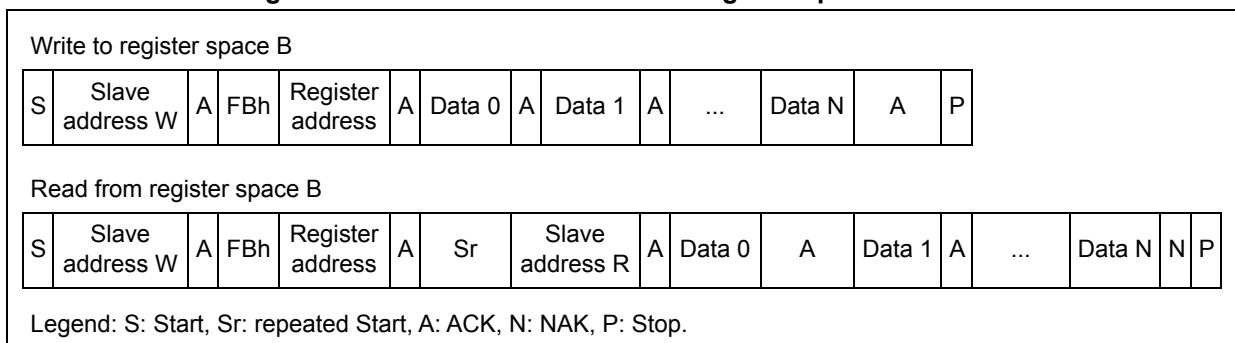 Write to register space B
S Slave address W A FBh Register address A Data 0 A Data 1 A ... Data N A P
Read from register space B
S Slave address W A FBh Register address A Sr Slave address R A Data 0 A Data 1 A ... Data N N P
Legend: S: Start, Sr: repeated Start, A: ACK, N: NAK, P: Stop.